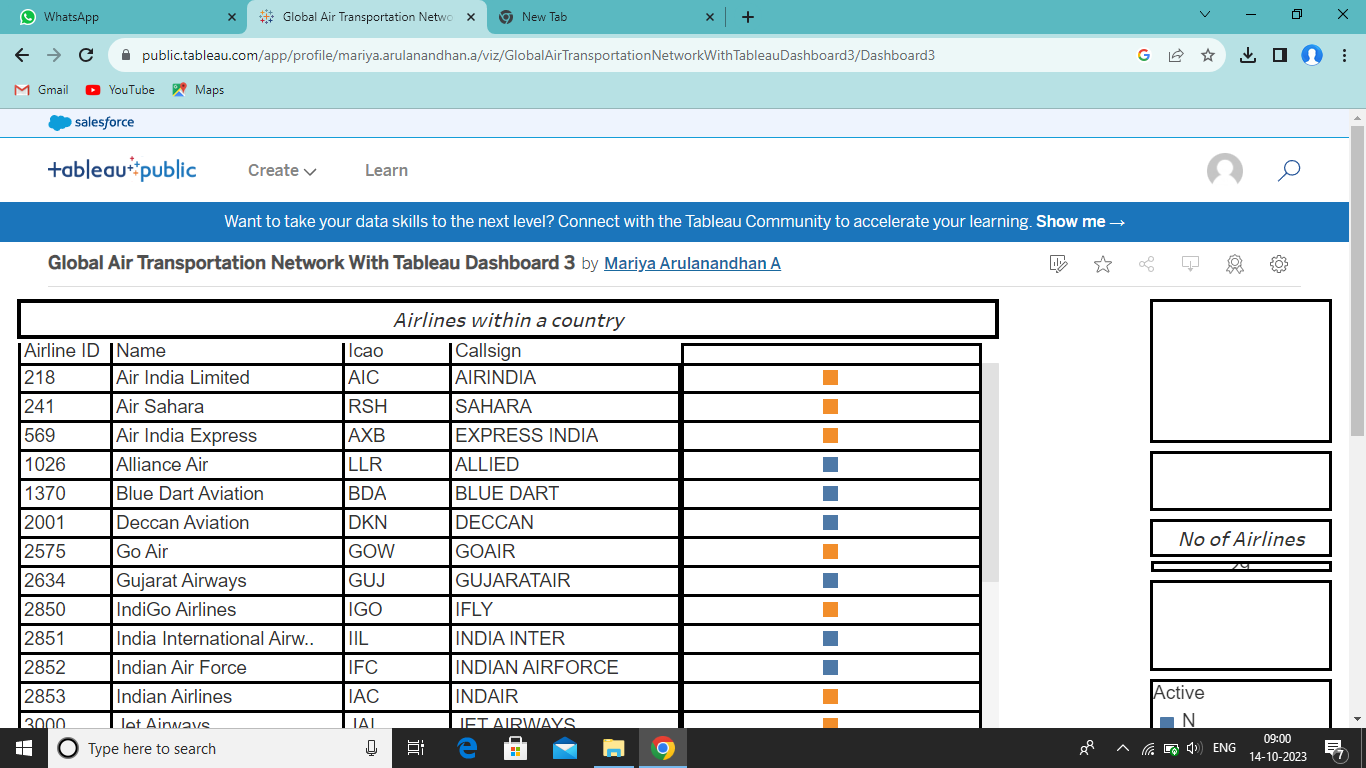 WhatsApp
Global Air Transportation Netwo
New Tab
public.tableau.com/app/profile/mariya.arulanandhan.a/viz/GlobalAirTransportationNetworkWithTableauDashboard3/Dashboard3
Gmail YouTube Maps
salesforce
tableau public Create Learn
Want to take your data skills to the next level? Connect with the Tableau Community to accelerate your learning. Show me →
Global Air Transportation Network With Tableau Dashboard 3 by Mariya Arulanandhan A
Airlines within a country
Airline ID Name Icao Callsign
218 Air India Limited AIC AIRINDIA
241 Air Sahara RSH SAHARA
569 Air India Express AXB EXPRESS INDIA
1026 Alliance Air LLR ALLIED
1370 Blue Dart Aviation BDA BLUE DART
2001 Deccan Aviation DKN DECCAN
2575 Go Air GOW GOAIR
2634 Gujarat Airways GUJ GUJARATAIR
2850 IndiGo Airlines IGO IFLY
2851 India International Airw.. IIL INDIA INTER
2852 Indian Air Force IFC INDIAN AIRFORCE
2853 Indian Airlines IAC INDAIR
3000 Jet Airways JAI JET AIRWAYS
No of Airlines
Active
N
Type here to search
ENG
09:00
14-10-2023
7